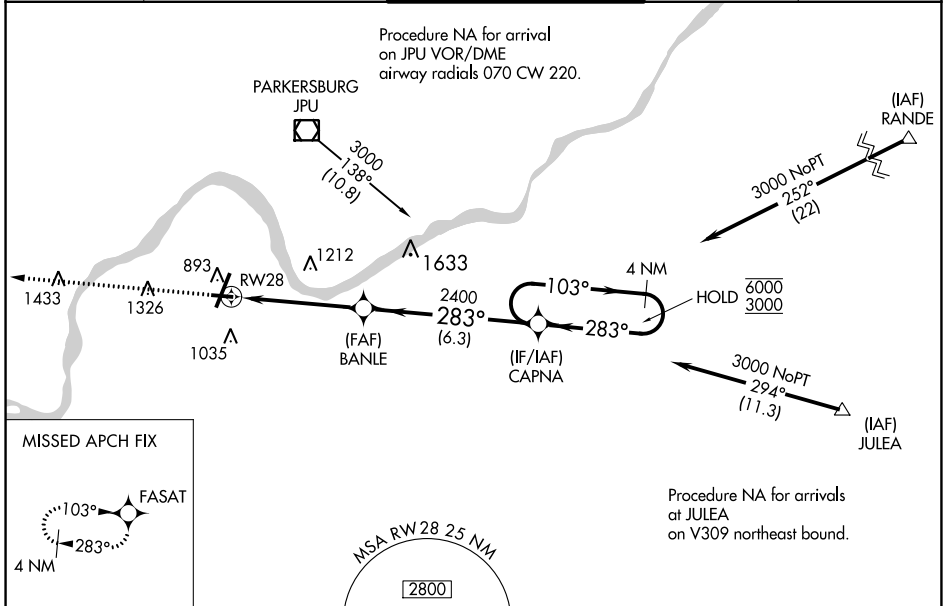 Procedure NA for arrival
on JPU VOR/DME
airway radials 070 CW 220.
PARKERSBURG
JPU
3000
138°
(10.8)
(IAF)
RANDE
3000 NoPT
252°
(22)
1212
1633
893
RW28
1433
1326
1035
2400
283°
(6.3)
(FAF)
BANLE
103°
4 NM
HOLD
6000
3000
283°
(IF/IAF)
CAPNA
3000 NoPT
294°
(11.3)
(IAF)
JULEA
MISSED APCH FIX
FASAT
103°
283°
4 NM
Procedure NA for arrivals
at JULEA
on V309 northeast bound.
MSA RW28 25 NM
2800